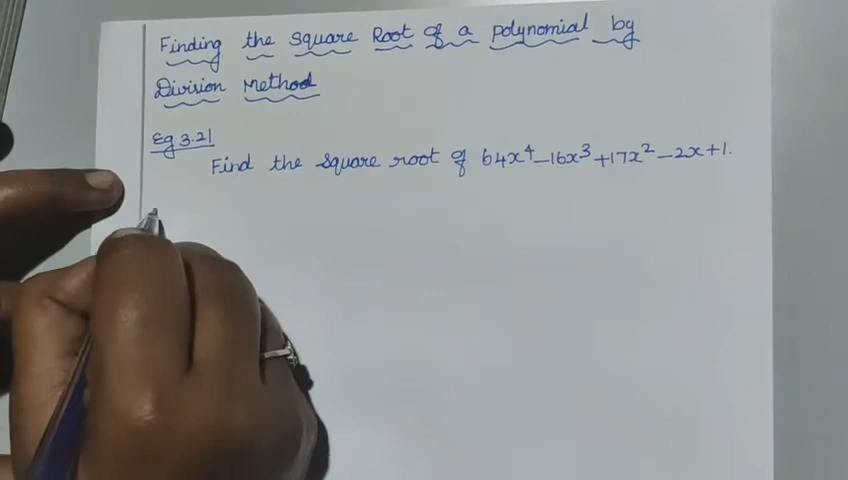 Finding the square Root of a polynomial by
Division Method
Eg 3.21
Find the square root of 64x⁴-16x³+17x²-2x+1.